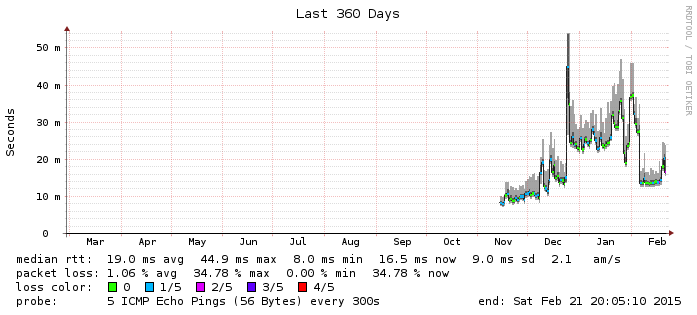 Last 360 Days
RRDTOOL / TOBI OETIKER
Seconds
50 m
40 m
30 m
20 m
10 m
0
Mar Apr May Jun Jul Aug Sep Oct Nov Dec Jan Feb
median rtt: 19.0 ms avg 44.9 ms max 8.0 ms min 16.5 ms now 9.0 ms sd 2.1 am/s
packet loss: 1.06 % avg 34.78 % max 0.00 % min 34.78 % now
loss color: 0 1/5 2/5 3/5 4/5
probe: 5 ICMP Echo Pings (56 Bytes) every 300s end: Sat Feb 21 20:05:10 2015